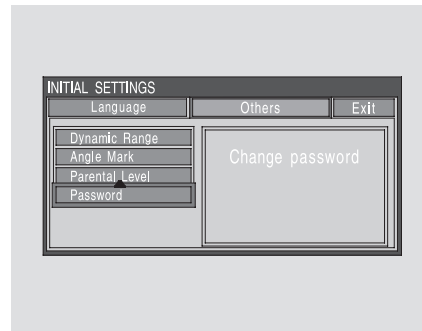 INITIAL SETTINGS
Language Others Exit
Dynamic Range
Angle Mark
Parental Level
Password
Change password